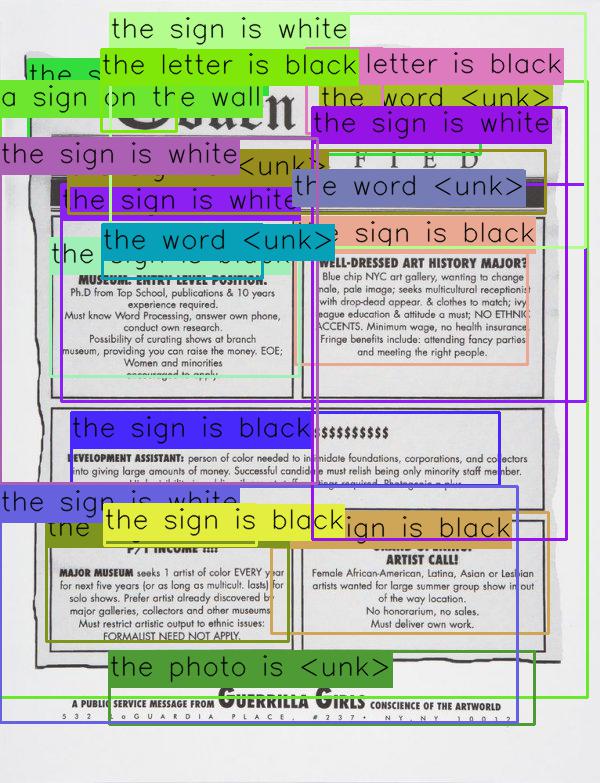 the sign is white
the letter is black
letter is black
a sign on the wall
the word <unk>
the sign is white
F I E D
the sign is white
<unk>
the word <unk>
the sign is white
the word <unk>
sign is black
MUSEUM. ENTRY LEVEL POSITION.
Ph.D from Top School, publications & 10 years
experience required.
Must know Word Processing, answer own phone,
conduct own research.
Possibility of curating shows at branch
museum, providing you can raise the money. EOE;
Women and minorities
encouraged to apply
WELL-DRESSED ART HISTORY MAJOR?
Blue chip NYC art gallery, wanting to change
male, pale image; seeks multicultural receptionist
with drop-dead appear. & clothes to match; ivy
league education & attitude a must; NO ETHNIC
ACCENTS. Minimum wage, no health insurance.
Fringe benefits include: attending fancy parties
and meeting the right people.
the sign is black
$$$$$$$$$$
DEVELOPMENT ASSISTANT: person of color needed to intimidate foundations, corporations, and collectors
into giving large amounts of money. Successful candidate must relish being only minority staff member.
the sign is white
the sign is black
sign is black
the
P/T INCOME !!!!
MAJOR MUSEUM seeks 1 artist of color EVERY year
for next five years (or as long as multicult. lasts) for
solo shows. Prefer artist already discovered by
major galleries, collectors and other museums.
Must restrict artistic output to ethnic issues:
FORMALIST NEED NOT APPLY.
ARTIST CALL!
Female African-American, Latina, Asian or Lesbian
artists wanted for large summer group show in out
of the way location.
No honorarium, no sales.
Must deliver own work.
the photo is <unk>
A PUBLIC SERVICE MESSAGE FROM GUERRILLA GIRLS CONSCIENCE OF THE ARTWORLD
532 LaGUARDIA PLACE, #237 • NY, NY 10012